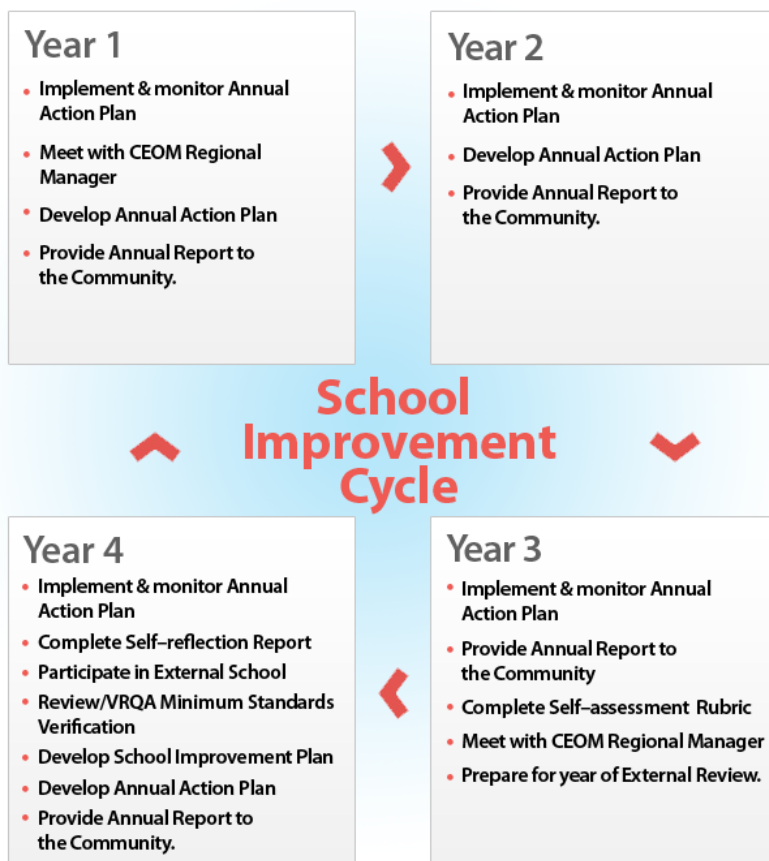 Year 1
• Implement & monitor Annual
Action Plan
• Meet with CEOM Regional
Manager
• Develop Annual Action Plan
• Provide Annual Report to
the Community.
Year 2
• Implement & monitor Annual
Action Plan
• Develop Annual Action Plan
• Provide Annual Report to
the Community.
School
Improvement
Cycle
Year 4
• Implement & monitor Annual
Action Plan
• Complete Self–reflection Report
• Participate in External School
• Review/VRQA Minimum Standards
Verification
• Develop School Improvement Plan
• Develop Annual Action Plan
• Provide Annual Report to
the Community.
Year 3
• Implement & monitor Annual
Action Plan
• Provide Annual Report to
the Community
• Complete Self–assessment Rubric
• Meet with CEOM Regional Manager
• Prepare for year of External Review.